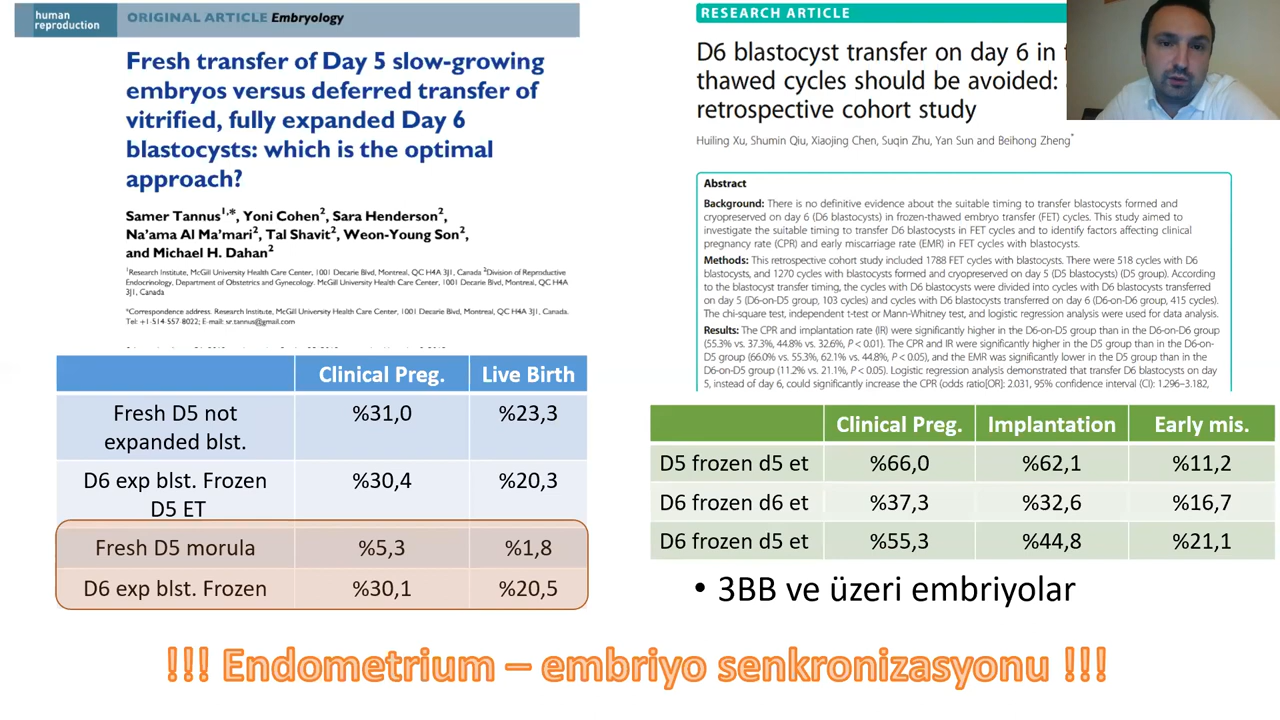 human
reproduction
ORIGINAL ARTICLE Embryology
Fresh transfer of Day 5 slow-growing
embryos versus deferred transfer of
vitrified, fully expanded Day 6
blastocysts: which is the optimal
approach?
Samer Tannus1,*, Yoni Cohen2, Sara Henderson2,
Na'ama Al Ma'mari2, Tal Shavit2, Weon-Young Son2,
and Michael H. Dahan2
1Research Institute, McGill University Health Care Center, 1001 Decarie Blvd, Montreal, QC H4A 3J1, Canada 2Division of Reproductive
Endocrinology, Department of Obstetrics and Gynecology. McGill University Health Care Center, 1001 Decarie Blvd, Montreal, QC H4A
3J1, Canada
*Correspondence address. Research Institute, McGill University Health Care Center, 1001 Decarie Blvd, Montreal, QC H4A 3J1, Canada.
Tel: +1-514-557-8022; E-mail: sr.tannus@gmail.com
Clinical Preg. Live Birth
Fresh D5 not
expanded blst. %31,0 %23,3
D6 exp blst. Frozen
D5 ET %30,4 %20,3
Fresh D5 morula %5,3 %1,8
D6 exp blst. Frozen %30,1 %20,5
RESEARCH ARTICLE
D6 blastocyst transfer on day 6 in
thawed cycles should be avoided:
retrospective cohort study
Huiling Xu, Shumin Qiu, Xiaojing Chen, Suqin Zhu, Yan Sun and Beihong Zheng*
Abstract
Background: There is no definitive evidence about the suitable timing to transfer blastocysts formed and
cryopreserved on day 6 (D6 blastocysts) in frozen-thawed embryo transfer (FET) cycles. This study aimed to
investigate the suitable timing to transfer D6 blastocysts in FET cycles and to identify factors affecting clinical
pregnancy rate (CPR) and early miscarriage rate (EMR) in FET cycles with blastocysts.
Methods: This retrospective cohort study included 1788 FET cycles with blastocysts. There were 518 cycles with D6
blastocysts, and 1270 cycles with blastocysts formed and cryopreserved on day 5 (D5 blastocysts) (D5 group). According
to the blastocyst transfer timing, the cycles with D6 blastocysts were divided into cycles with blastocysts transferred
on day 5 (D6-on-D5 group, 103 cycles) and cycles with D6 blastocysts transferred on day 6 (D6-on-D6 group, 415 cycles).
The chi-square test, independent t-test or Mann-Whitney test, and logistic regression analysis were used for data analysis.
Results: The CPR and implantation rate (IR) were significantly higher in the D6-on-D5 group than in the D6-on-D6 group
(55.3% vs. 37.3%, 44.8% vs. 32.6%, P < 0.01). The CPR and IR were significantly higher in the D5 group than in the D6-on-
D5 group (66.0% vs. 55.3%, 62.1% vs. 44.8%, P < 0.05), and the EMR was significantly lower in the D5 group than in the
D6-on-D5 group (11.2% vs. 21.1%, P < 0.05). Logistic regression analysis demonstrated that transfer D6 blastocysts on day
5, instead of day 6, could significantly increase the CPR (odds ratio[OR]: 2.031, 95% confidence interval (CI): 1.296–3.182,
Clinical Preg. Implantation Early mis.
D5 frozen d5 et %66,0 %62,1 %11,2
D6 frozen d6 et %37,3 %32,6 %16,7
D6 frozen d5 et %55,3 %44,8 %21,1
• 3BB ve üzeri embriyolar
!!! Endometrium – embriyo senkronizasyonu !!!